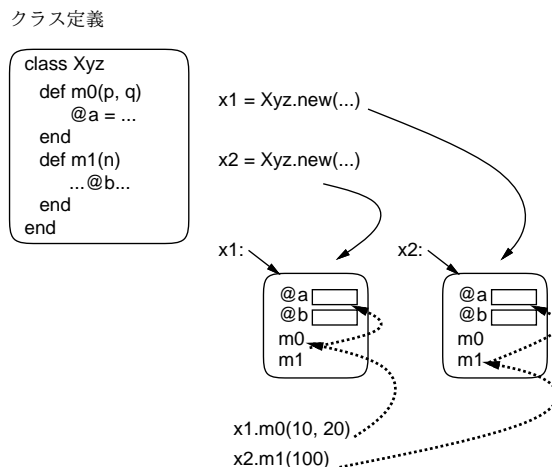 クラス定義
class Xyz
def m0(p, q)
@a = ...
end
def m1(n)
...@b...
end
end
x1 = Xyz.new(...)
x2 = Xyz.new(...)
x1:
@a
@b
m0
m1
x2:
@a
@b
m0
m1
x1.m0(10, 20)
x2.m1(100)